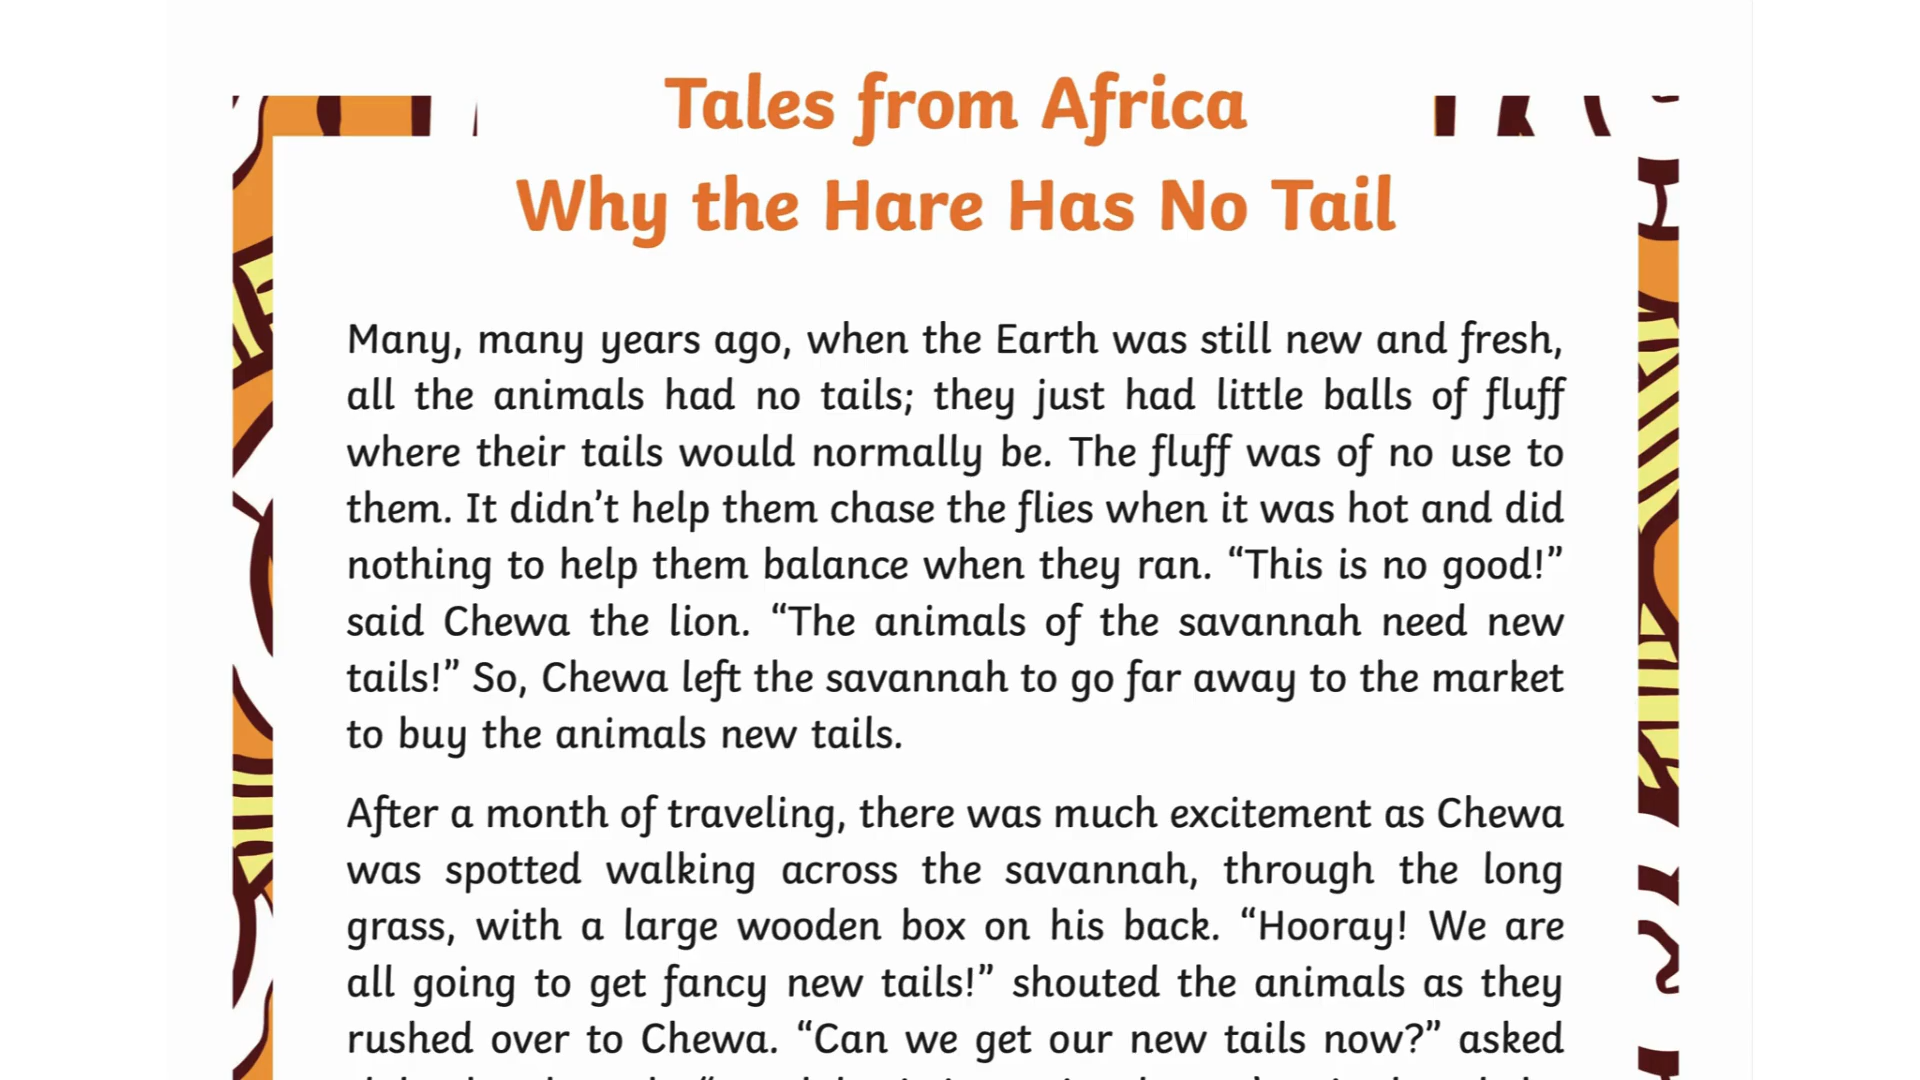 Tales from Africa
Why the Hare Has No Tail
Many, many years ago, when the Earth was still new and fresh,
all the animals had no tails; they just had little balls of fluff
where their tails would normally be. The fluff was of no use to
them. It didn’t help them chase the flies when it was hot and did
nothing to help them balance when they ran. “This is no good!”
said Chewa the lion. “The animals of the savannah need new
tails!” So, Chewa left the savannah to go far away to the market
to buy the animals new tails.
After a month of traveling, there was much excitement as Chewa
was spotted walking across the savannah, through the long
grass, with a large wooden box on his back. “Hooray! We are
all going to get fancy new tails!” shouted the animals as they
rushed over to Chewa. “Can we get our new tails now?” asked